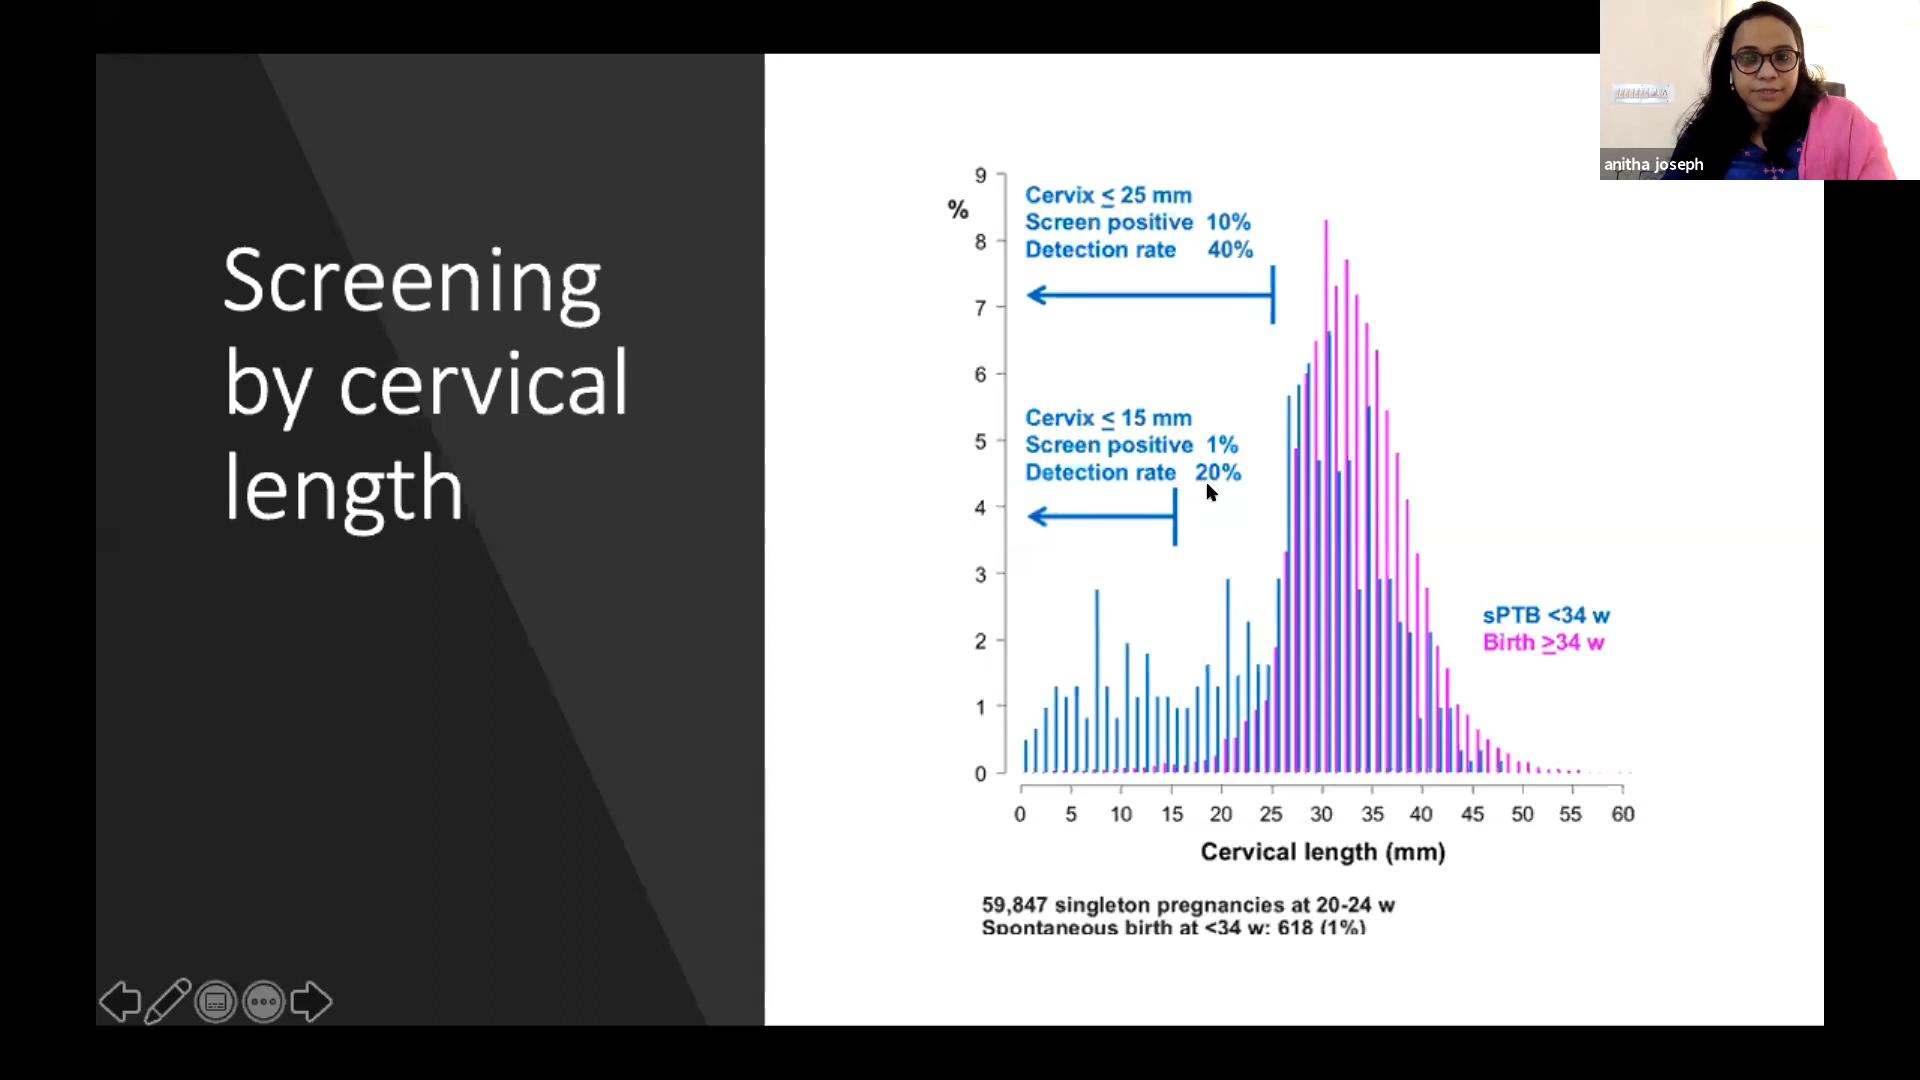 anitha joseph
Screening
by cervical
length
9
%
8
7
6
5
4
3
2
1
0
Cervix ≤ 25 mm
Screen positive 10%
Detection rate 40%
Cervix ≤ 15 mm
Screen positive 1%
Detection rate 20%
sPTB <34 w
Birth ≥34 w
0 5 10 15 20 25 30 35 40 45 50 55 60
Cervical length (mm)
59,847 singleton pregnancies at 20-24 w
Spontaneous birth at <34 w: 618 (1%)